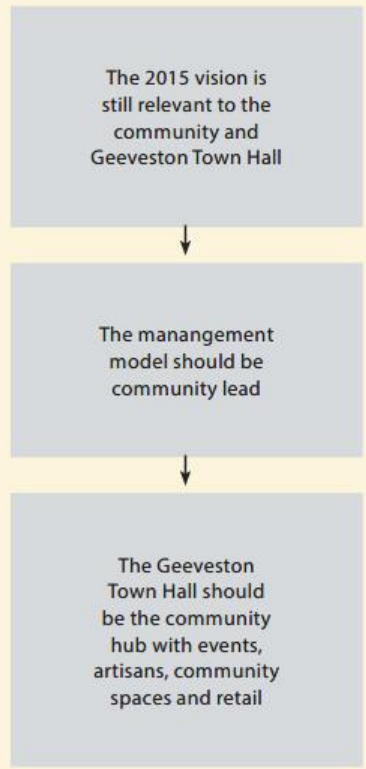 The 2015 vision is
still relevant to the
community and
Geeveston Town Hall
The manangement
model should be
community lead
The Geeveston
Town Hall should
be the community
hub with events,
artisans, community
spaces and retail